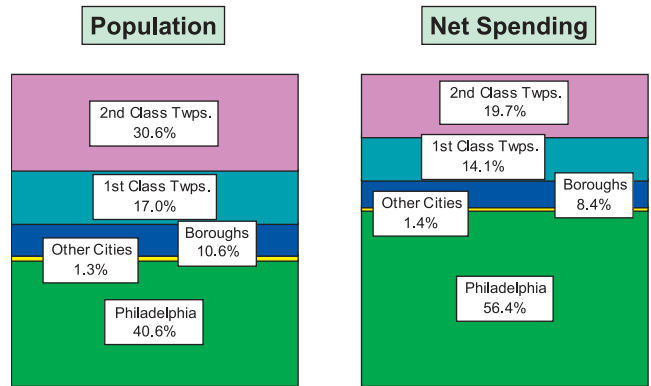 Population
2nd Class Twps.
30.6%
1st Class Twps.
17.0%
Boroughs
10.6%
Other Cities
1.3%
Philadelphia
40.6%
Net Spending
2nd Class Twps.
19.7%
1st Class Twps.
14.1%
Boroughs
8.4%
Other Cities
1.4%
Philadelphia
56.4%